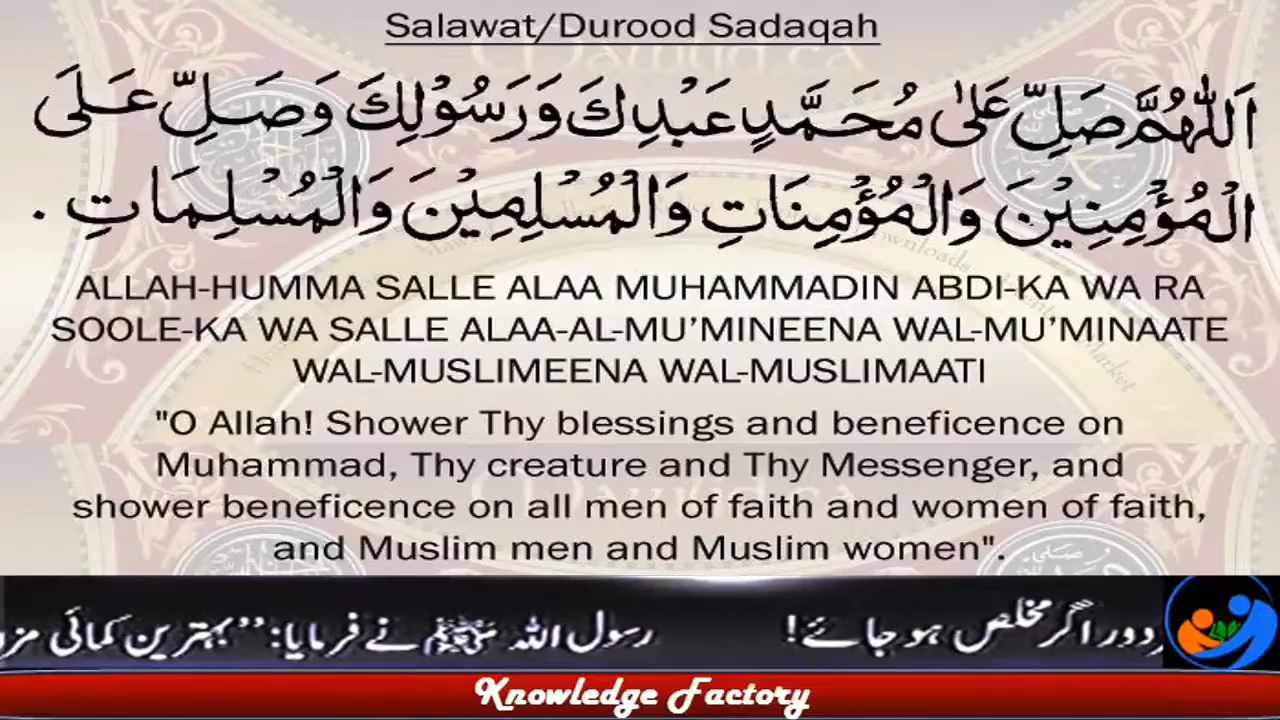 Salawat/Durood Sadaqah
اَللّٰهُمَّ صَلِّ عَلٰى مُحَمَّدٍ عَبْدِكَ وَرَسُوْلِكَ وَصَلِّ عَلَى
الْمُؤْمِنِيْنَ وَالْمُؤْمِنَاتِ وَالْمُسْلِمِيْنَ وَالْمُسْلِمَاتِ .
ALLAH-HUMMA SALLE ALAA MUHAMMADIN ABDI-KA WA RA
SOOLE-KA WA SALLE ALAA-AL-MU’MINEENA WAL-MU’MINAATE
WAL-MUSLIMEENA WAL-MUSLIMAATI
"O Allah! Shower Thy blessings and beneficence on
Muhammad, Thy creature and Thy Messenger, and
shower beneficence on all men of faith and women of faith,
and Muslim men and Muslim women".
دور اگر مخلص ہو جائے! رسول اللہ ﷺ نے فرمایا: ’’بہترین کمائی مز
Knowledge Factory